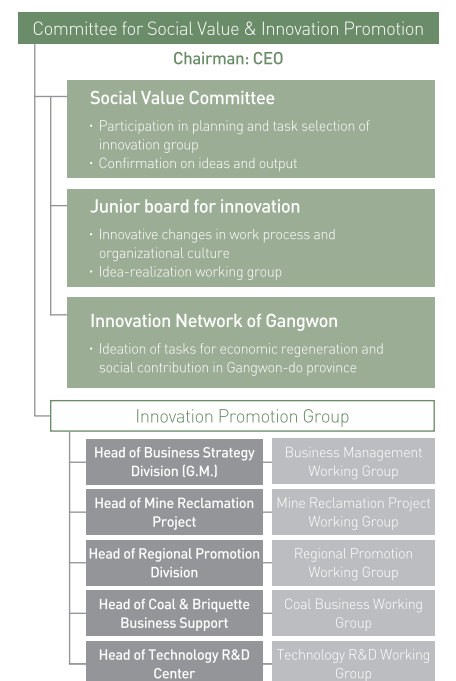 Committee for Social Value & Innovation Promotion
Chairman: CEO
Social Value Committee
· Participation in planning and task selection of
innovation group
· Confirmation on ideas and output
Junior board for innovation
· Innovative changes in work process and
organizational culture
· Idea-realization working group
Innovation Network of Gangwon
· Ideation of tasks for economic regeneration and
social contribution in Gangwon-do province
Innovation Promotion Group
Head of Business Strategy
Division (G.M.)
Business Management
Working Group
Head of Mine Reclamation
Project
Mine Reclamation Project
Working Group
Head of Regional Promotion
Division
Regional Promotion
Working Group
Head of Coal & Briquette
Business Support
Coal Business Working
Group
Head of Technology R&D
Center
Technology R&D Working
Group